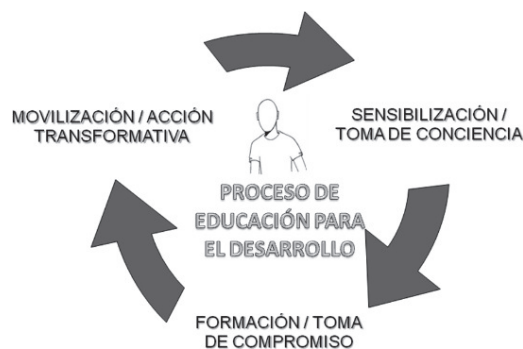 MOVILIZACIÓN / ACCIÓN
TRANSFORMATIVA
SENSIBILIZACIÓN /
TOMA DE CONCIENCIA
PROCESO DE
EDUCACIÓN PARA
EL DESARROLLO
FORMACIÓN / TOMA
DE COMPROMISO